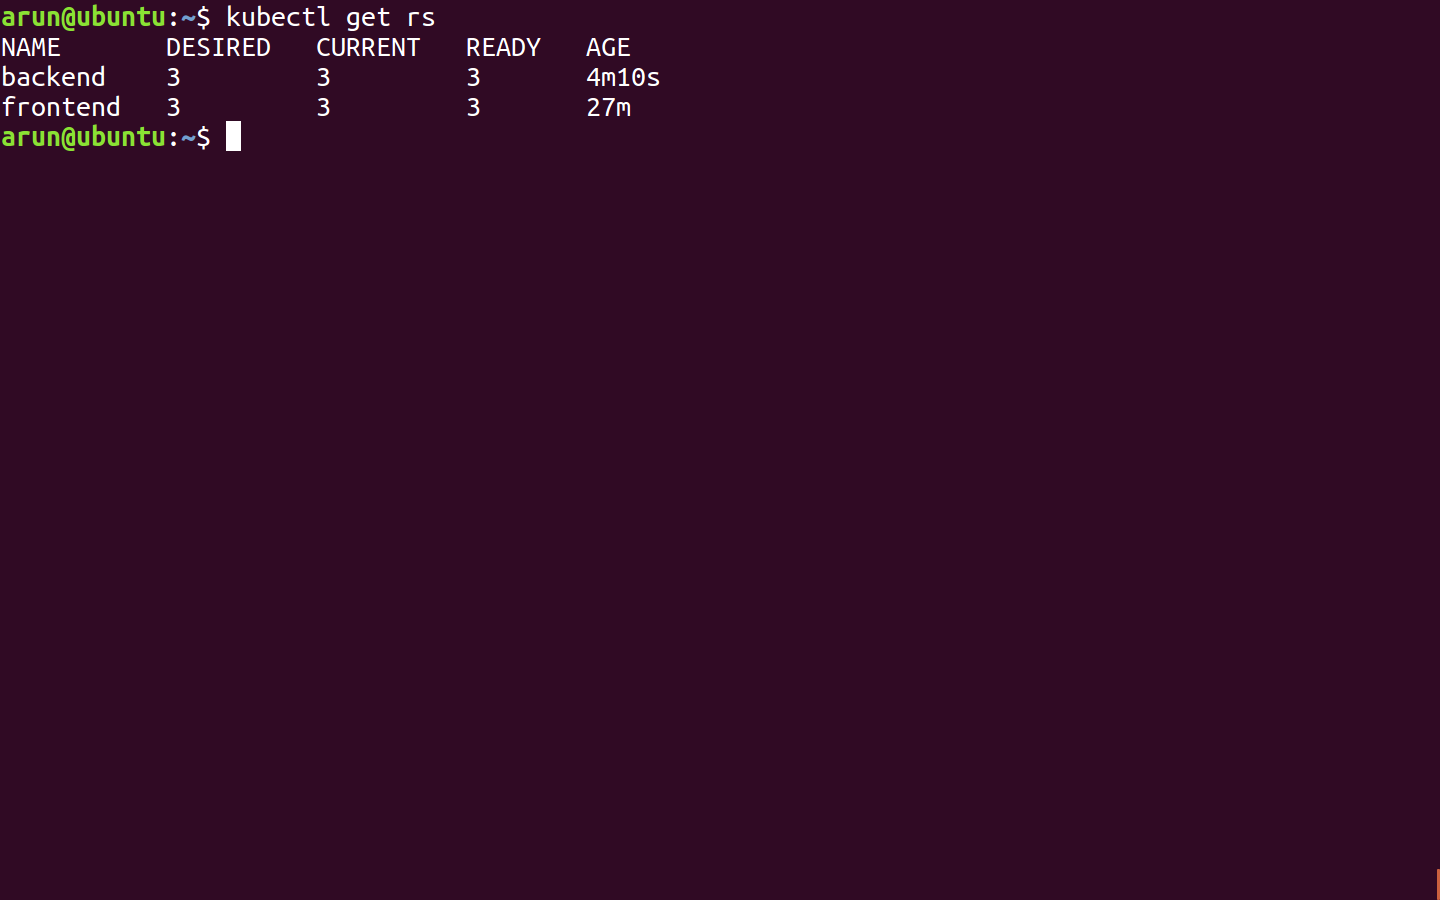 arun@ubuntu:~$ kubectl get rs
NAME       DESIRED   CURRENT   READY   AGE
backend    3         3         3       4m10s
frontend   3         3         3       27m
arun@ubuntu:~$